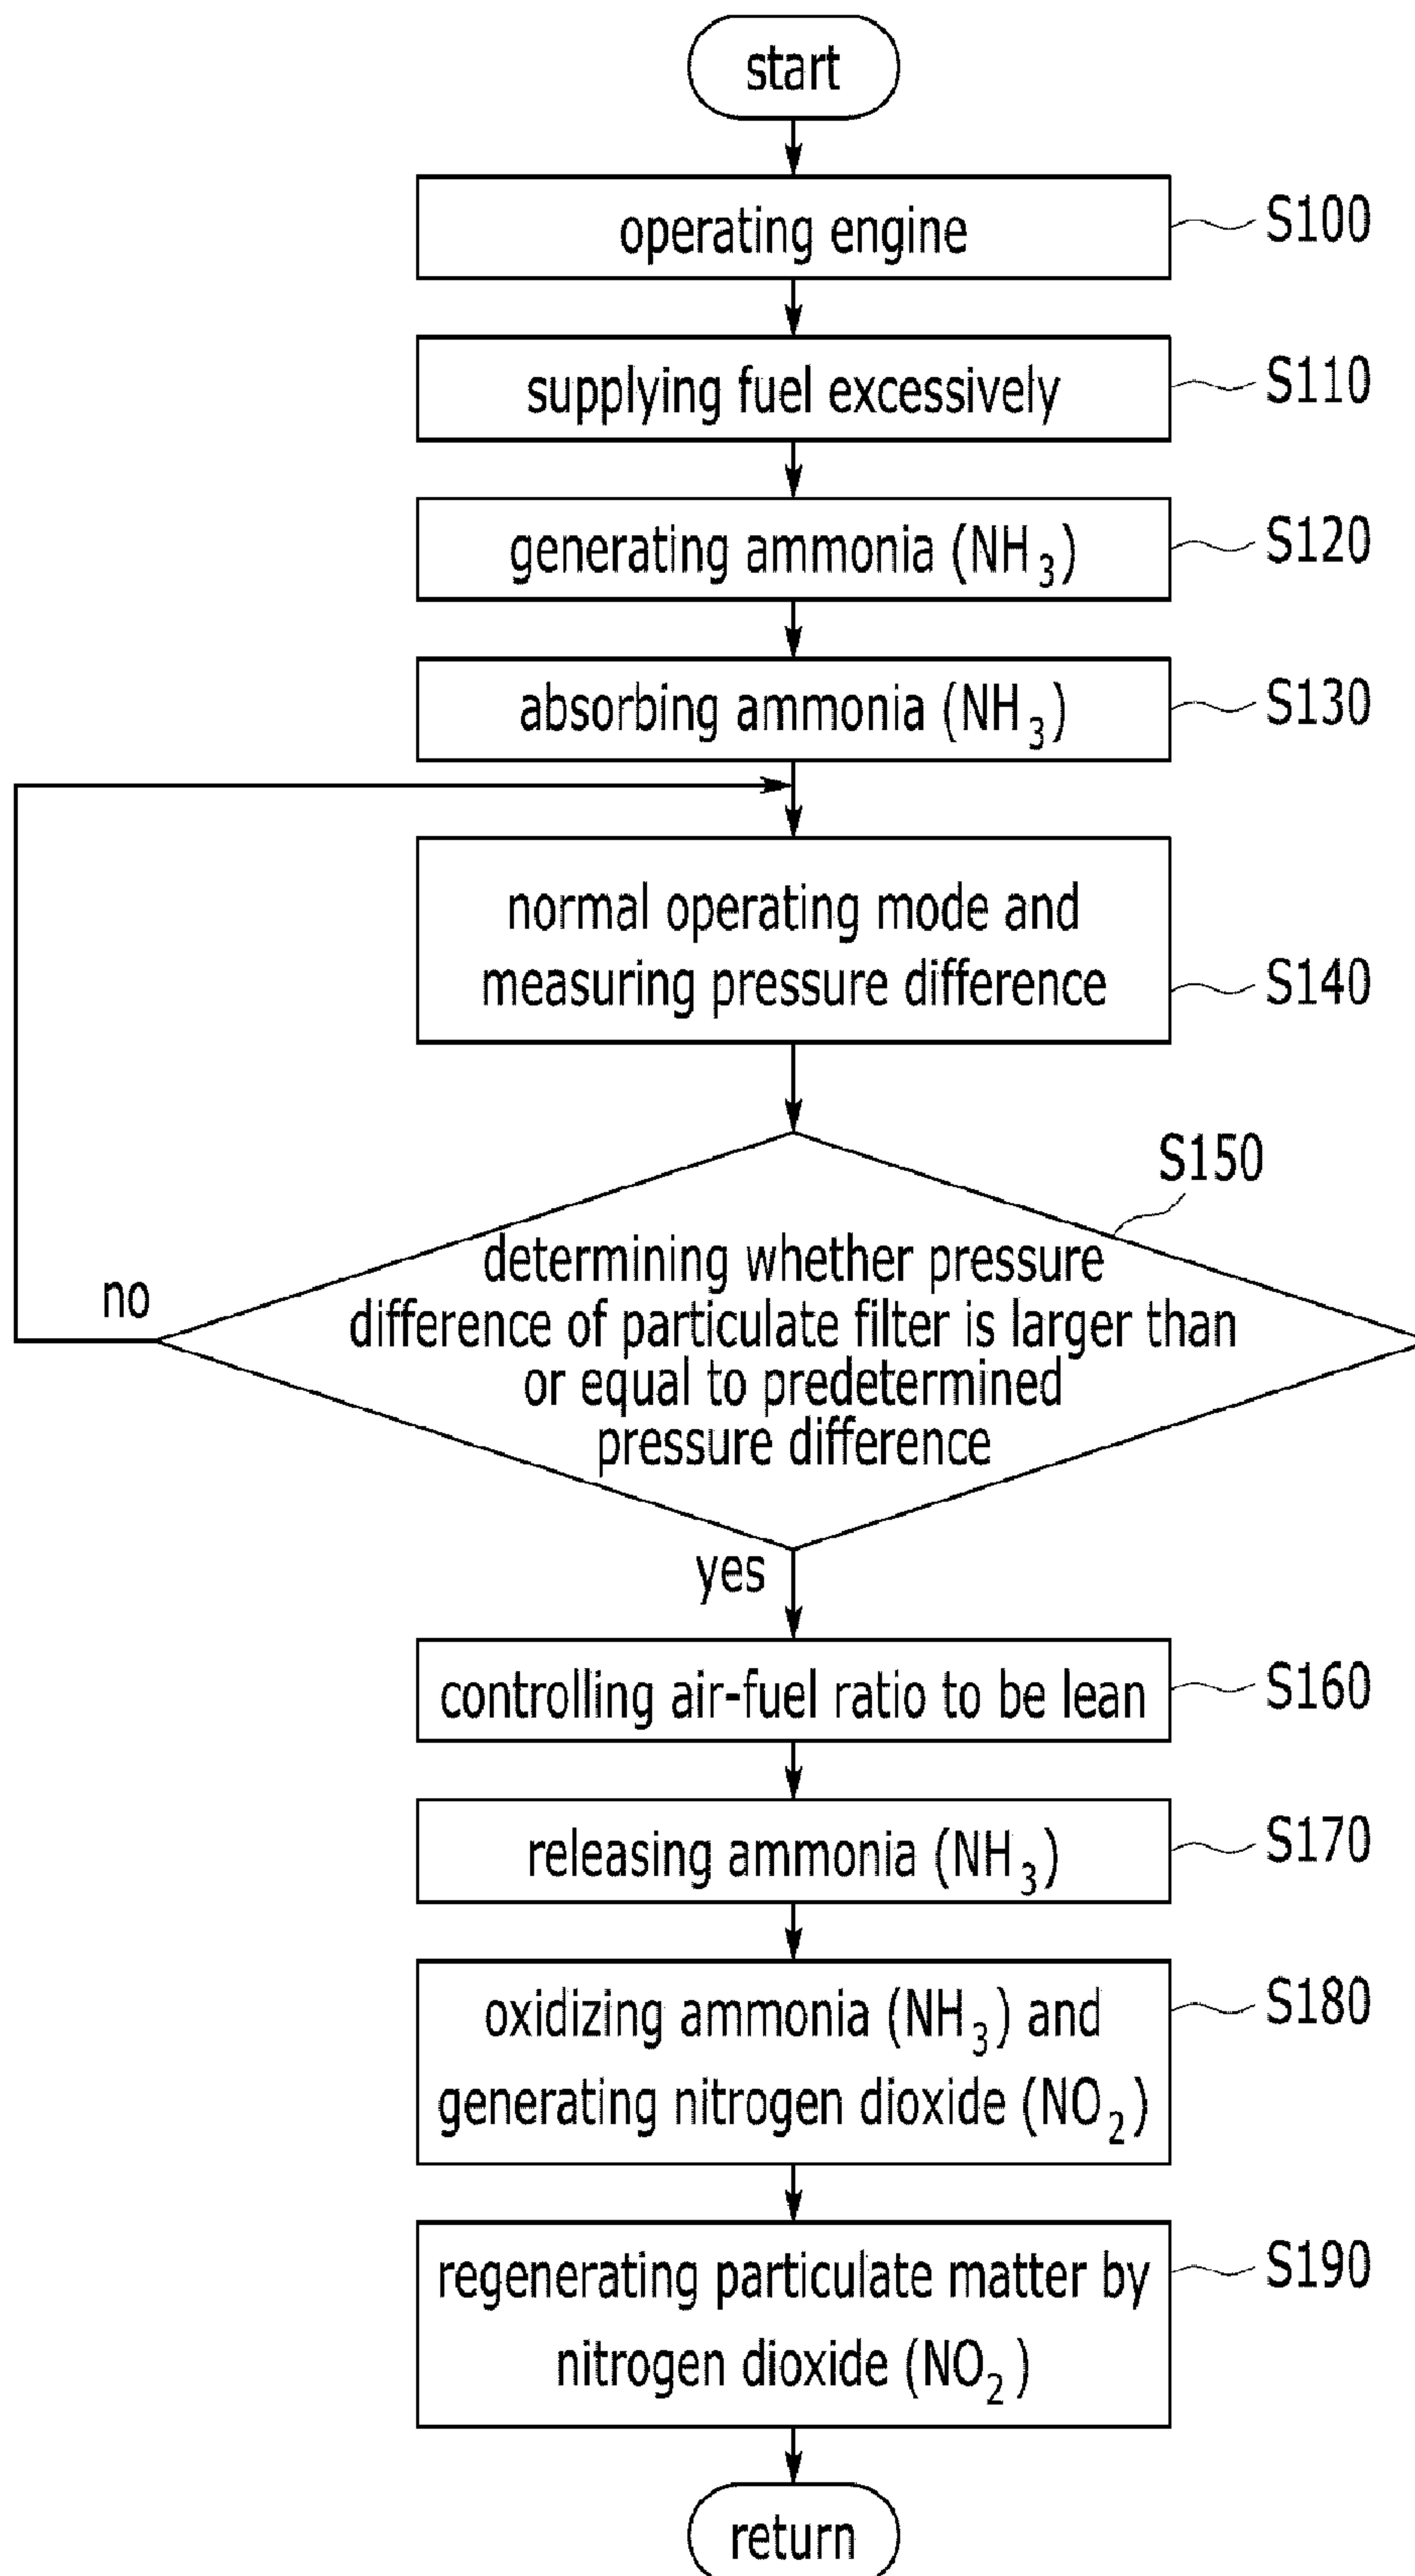 start
operating engine
S100
supplying fuel excessively
S110
generating ammonia (NH₃)
S120
absorbing ammonia (NH₃)
S130
normal operating mode and
measuring pressure difference
S140
S150
determining whether pressure
difference of particulate filter is larger than
or equal to predetermined
pressure difference
no
yes
controlling air-fuel ratio to be lean
S160
releasing ammonia (NH₃)
S170
oxidizing ammonia (NH₃) and
generating nitrogen dioxide (NO₂)
S180
regenerating particulate matter by
nitrogen dioxide (NO₂)
S190
return